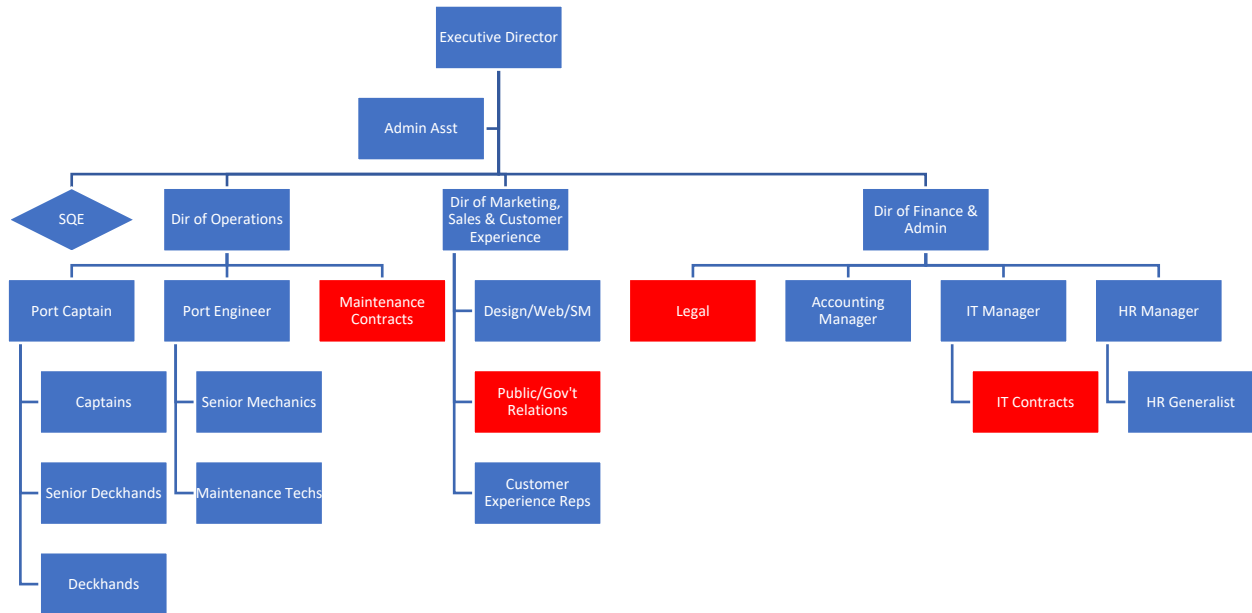 Executive Director
Admin Asst
SQE
Dir of Operations
Dir of Marketing,
Sales & Customer
Experience
Dir of Finance &
Admin
Port Captain
Port Engineer
Maintenance
Contracts
Design/Web/SM
Legal
Accounting
Manager
IT Manager
HR Manager
Captains
Senior Mechanics
Public/Gov't
Relations
IT Contracts
HR Generalist
Senior Deckhands
Maintenance Techs
Customer
Experience Reps
Deckhands